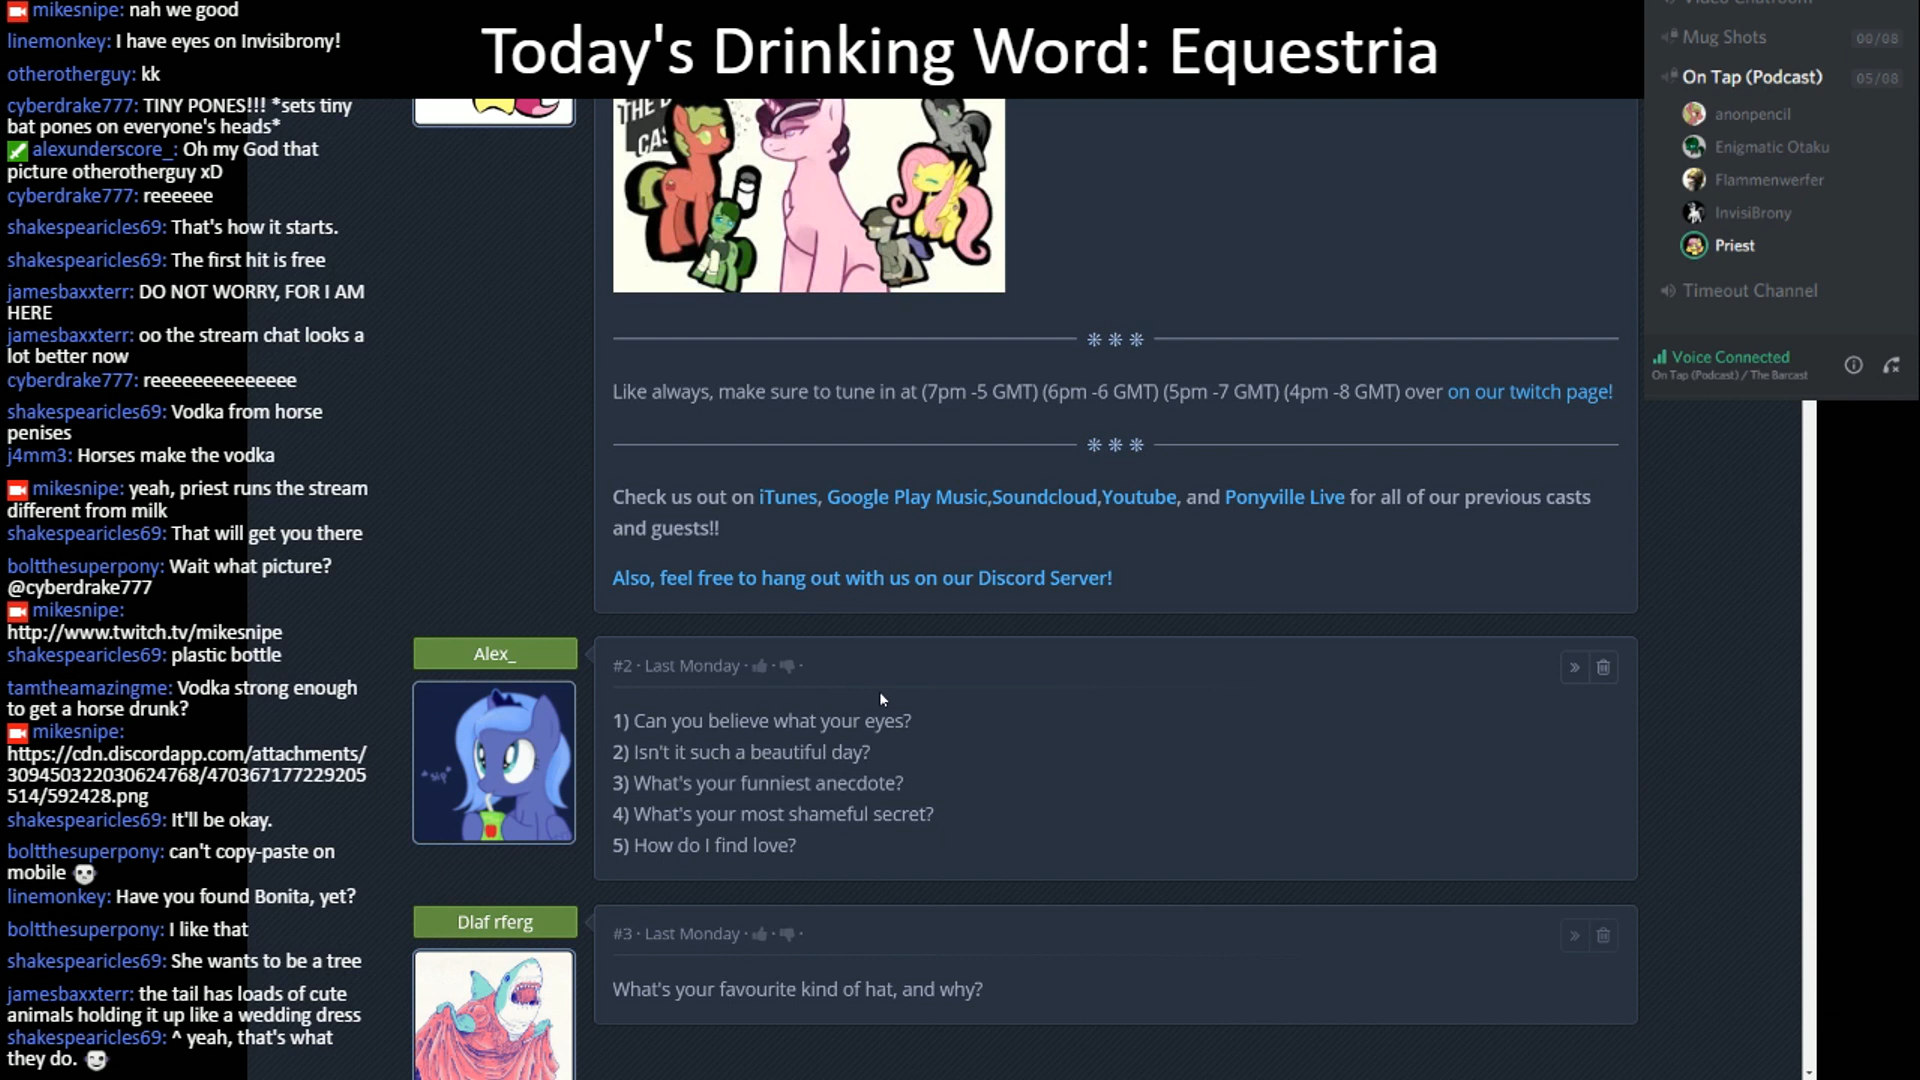 mikesnipe: nah we good
linemonkey: I have eyes on Invisibrony!
otherotherguy: kk
cyberdrake777: TINY PONES!!! *sets tiny
bat pones on everyone's heads*
alexunderscore_: Oh my God that
picture otherotherguy xD
cyberdrake777: reeeeee
shakespearicles69: That's how it starts.
shakespearicles69: The first hit is free
jamesbaxxterr: DO NOT WORRY, FOR I AM
HERE
jamesbaxxterr: oo the stream chat looks a
lot better now
cyberdrake777: reeeeeeeeeeeeee
shakespearicles69: Vodka from horse
penises
j4mm3: Horses make the vodka
mikesnipe: yeah, priest runs the stream
different from milk
shakespearicles69: That will get you there
boltthesuperpony: Wait what picture?
@cyberdrake777
mikesnipe:
http://www.twitch.tv/mikesnipe
shakespearicles69: plastic bottle
tamtheamazingme: Vodka strong enough
to get a horse drunk?
mikesnipe:
https://cdn.discordapp.com/attachments/
309450322030624768/470367177229205
514/592428.png
shakespearicles69: It'll be okay.
boltthesuperpony: can't copy-paste on
mobile
linemonkey: Have you found Bonita, yet?
boltthesuperpony: I like that
shakespearicles69: She wants to be a tree
jamesbaxxterr: the tail has loads of cute
animals holding it up like a wedding dress
shakespearicles69: ^ yeah, that's what
they do.
Today's Drinking Word: Equestria
Like always, make sure to tune in at (7pm -5 GMT) (6pm -6 GMT) (5pm -7 GMT) (4pm -8 GMT) over on our twitch page!
Check us out on iTunes, Google Play Music,Soundcloud,Youtube, and Ponyville Live for all of our previous casts
and guests!!
Also, feel free to hang out with us on our Discord Server!
Alex_
#2 · Last Monday · ·
*sip*
1) Can you believe what your eyes?
2) Isn't it such a beautiful day?
3) What's your funniest anecdote?
4) What's your most shameful secret?
5) How do I find love?
Dlaf rferg
#3 · Last Monday · ·
What's your favourite kind of hat, and why?
Video Chatroom
Mug Shots 00/08
On Tap (Podcast) 05/08
anonpencil
Enigmatic Otaku
Flammenwerfer
InvisiBrony
Priest
Timeout Channel
Voice Connected
On Tap (Podcast) / The Barcast